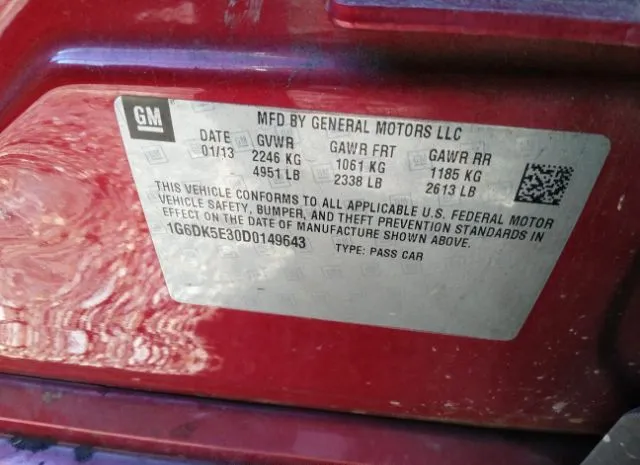 GM
MFD BY GENERAL MOTORS LLC
DATE GVWR GAWR FRT GAWR RR
01/13 2246 KG 1061 KG 1185 KG
4951 LB 2338 LB 2613 LB
THIS VEHICLE CONFORMS TO ALL APPLICABLE U.S. FEDERAL MOTOR
VEHICLE SAFETY, BUMPER, AND THEFT PREVENTION STANDARDS IN
EFFECT ON THE DATE OF MANUFACTURE SHOWN ABOVE.
1G6DK5E30D0149643 TYPE: PASS CAR